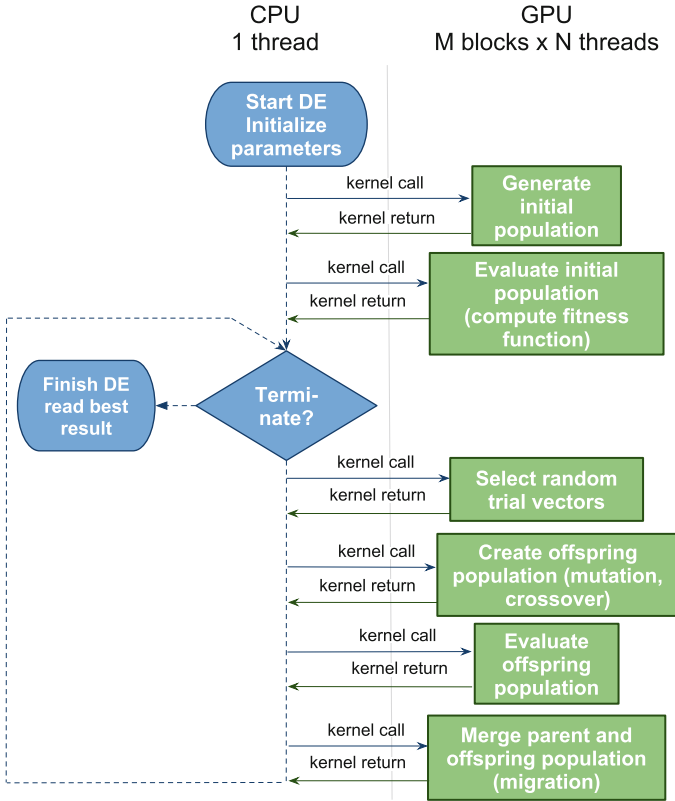 CPU
1 thread
GPU
M blocks x N threads
Start DE
Initialize
parameters
kernel call
kernel return
Generate
initial
population
kernel call
kernel return
Evaluate initial
population
(compute fitness
function)
Finish DE
read best
result
Termi-
nate?
kernel call
kernel return
Select random
trial vectors
kernel call
kernel return
Create offspring
population (mutation,
crossover)
kernel call
kernel return
Evaluate
offspring
population
kernel call
kernel return
Merge parent and
offspring population
(migration)